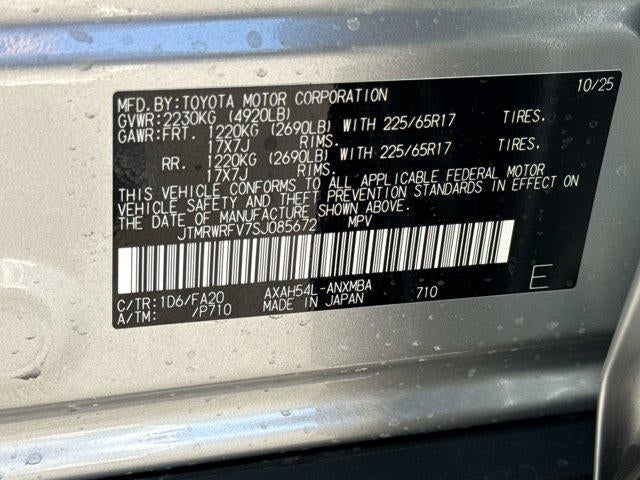 MFD.BY:TOYOTA MOTOR CORPORATION 10/25
GVWR:2230KG (4920LB)
GAWR:FRT. 1220KG (2690LB) WITH 225/65R17 TIRES.
17X7J RIMS.
RR. 1220KG (2690LB) WITH 225/65R17 TIRES.
17X7J RIMS.
THIS VEHICLE CONFORMS TO ALL APPLICABLE FEDERAL MOTOR
VEHICLE SAFETY AND THEFT PREVENTION STANDARDS IN EFFECT ON
THE DATE OF MANUFACTURE SHOWN ABOVE.
JTMRWRFV7SJ085672 MPV
C/TR:1D6/FA20 AXAH54L-ANXMBA 710
A/TM: /P710 MADE IN JAPAN E